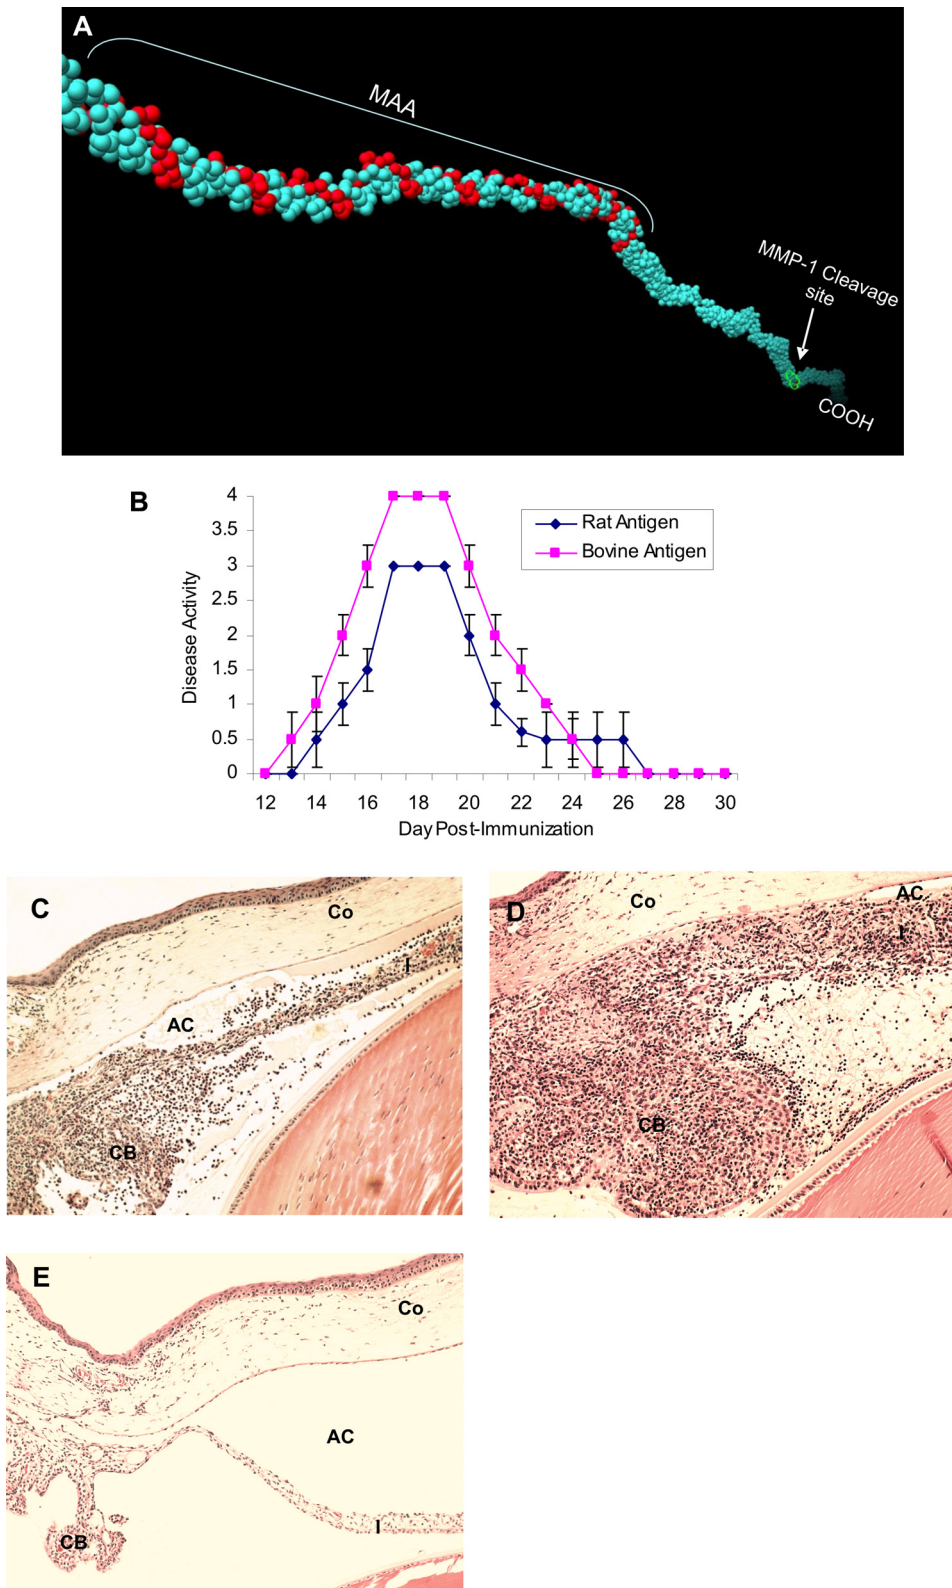 A
MAA
MMP-1 Cleavage
site
COOH
B
4
3.5
3
2.5
2
1.5
1
0.5
0
Disease Activity
Rat Antigen
Bovine Antigen
12 14 16 18 20 22 24 26 28 30
Day Post-Immunization
C
Co
I
AC
CB
D
Co
AC
I
CB
E
Co
AC
I
CB